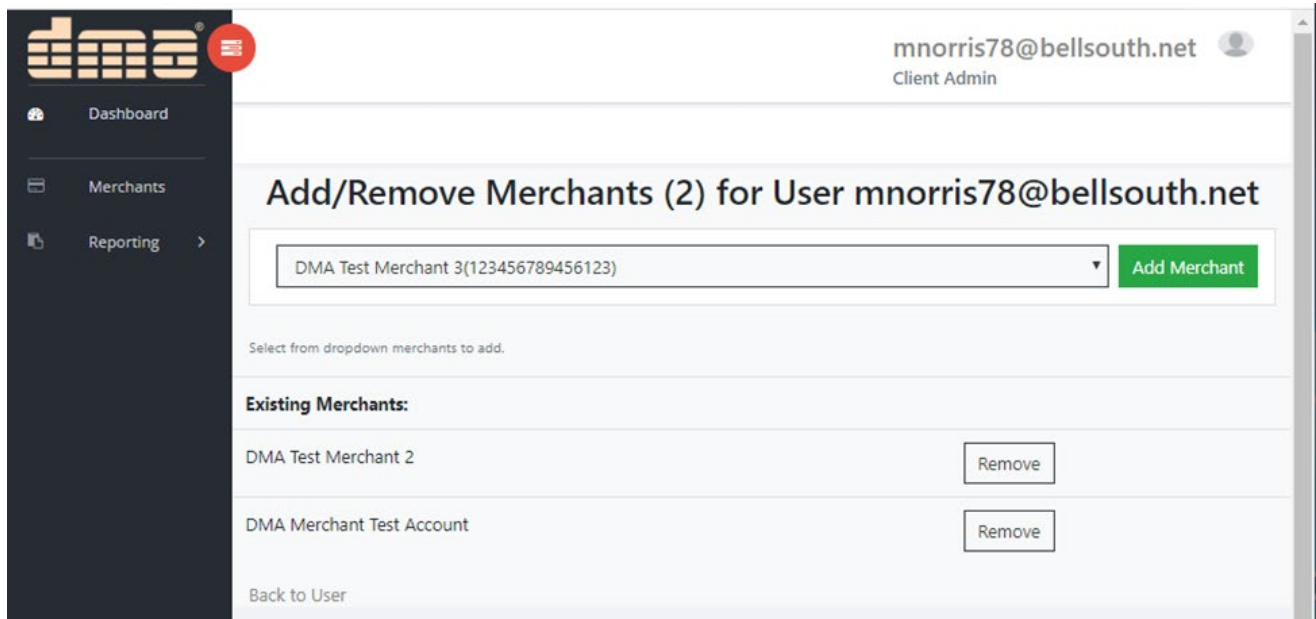 dma®
mnorris78@bellsouth.net
Client Admin
Dashboard
Merchants
Reporting
Add/Remove Merchants (2) for User mnorris78@bellsouth.net
DMA Test Merchant 3(123456789456123)
Add Merchant
Select from dropdown merchants to add.
Existing Merchants:
DMA Test Merchant 2
Remove
DMA Merchant Test Account
Remove
Back to User